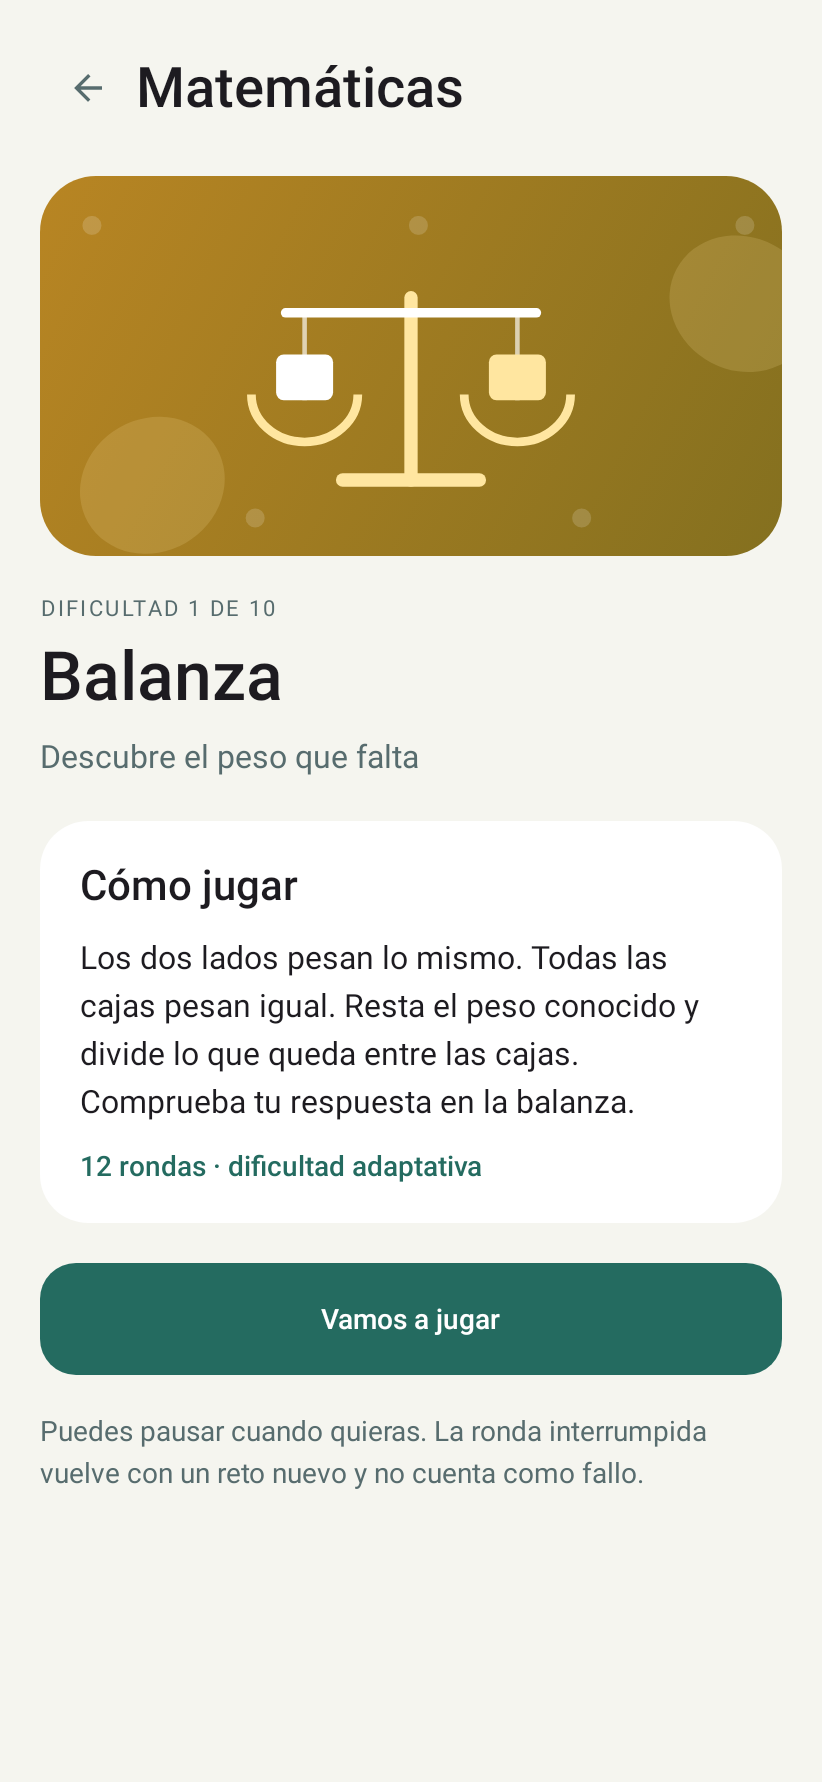 Matemáticas
DIFICULTAD 1 DE 10
Balanza
Descubre el peso que falta
Cómo jugar
Los dos lados pesan lo mismo. Todas las
cajas pesan igual. Resta el peso conocido y
divide lo que queda entre las cajas.
Comprueba tu respuesta en la balanza.
12 rondas · dificultad adaptativa
Vamos a jugar
Puedes pausar cuando quieras. La ronda interrumpida
vuelve con un reto nuevo y no cuenta como fallo.